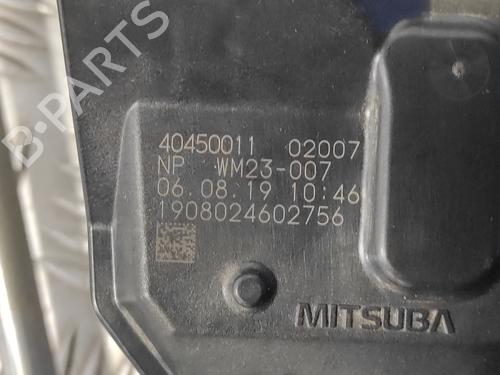 B-PARTS
40450011 02007
NP WM23-007
06.08.19 10:46
1908024602756
MITSUBA